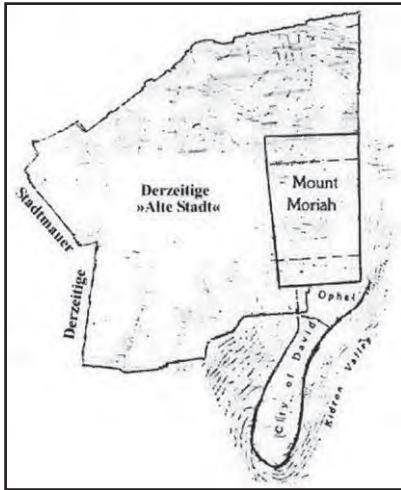 Derzeitige
»Alte Stadt«
Mount
Moriah
Stadtmauer
Derzeitige
Ophel
City of David
Kidron Valley